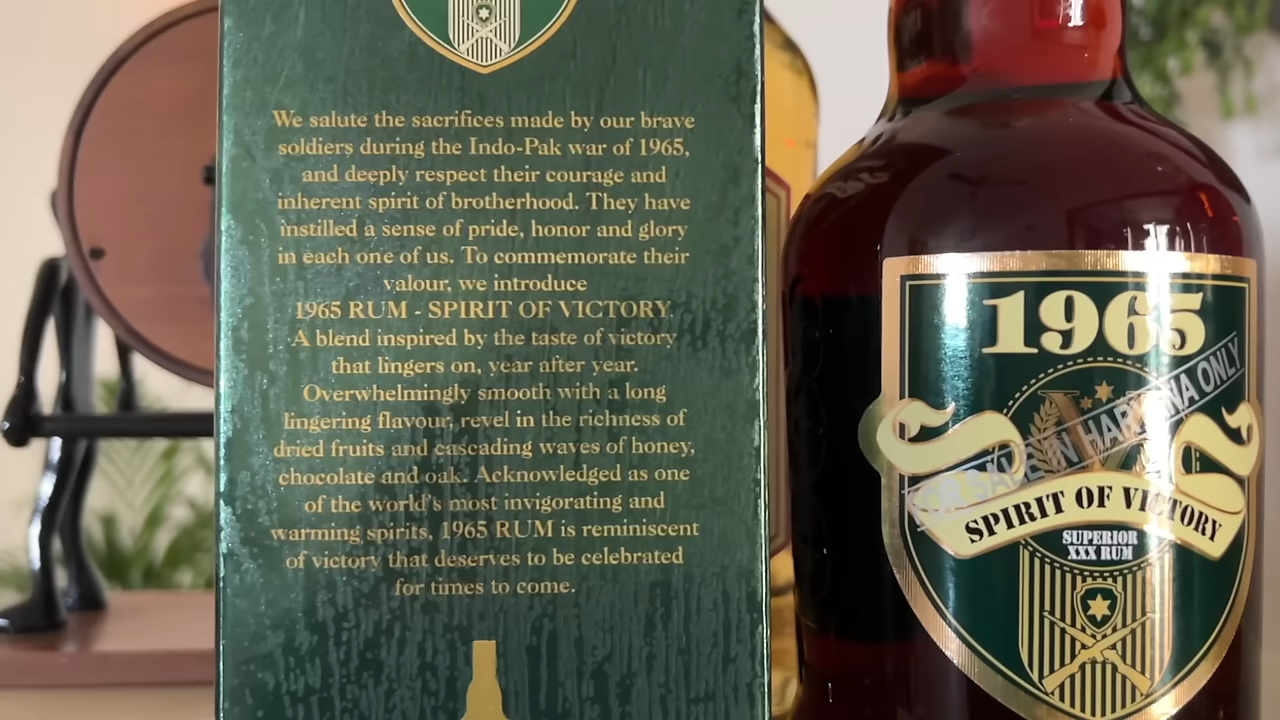 We salute the sacrifices made by our brave
soldiers during the Indo-Pak war of 1965,
and deeply respect their courage and
inherent spirit of brotherhood. They have
instilled a sense of pride, honor and glory
in each one of us. To commemorate their
valour, we introduce
1965 RUM - SPIRIT OF VICTORY.
A blend inspired by the taste of victory
that lingers on, year after year.
Overwhelmingly smooth with a long
lingering flavour, revel in the richness of
dried fruits and cascading waves of honey,
chocolate and oak. Acknowledged as one
of the world's most invigorating and
warming spirits, 1965 RUM is reminiscent
of victory that deserves to be celebrated
for times to come.
1965
FOR SALE IN HARYANA ONLY
SPIRIT OF VICTORY
SUPERIOR
XXX RUM